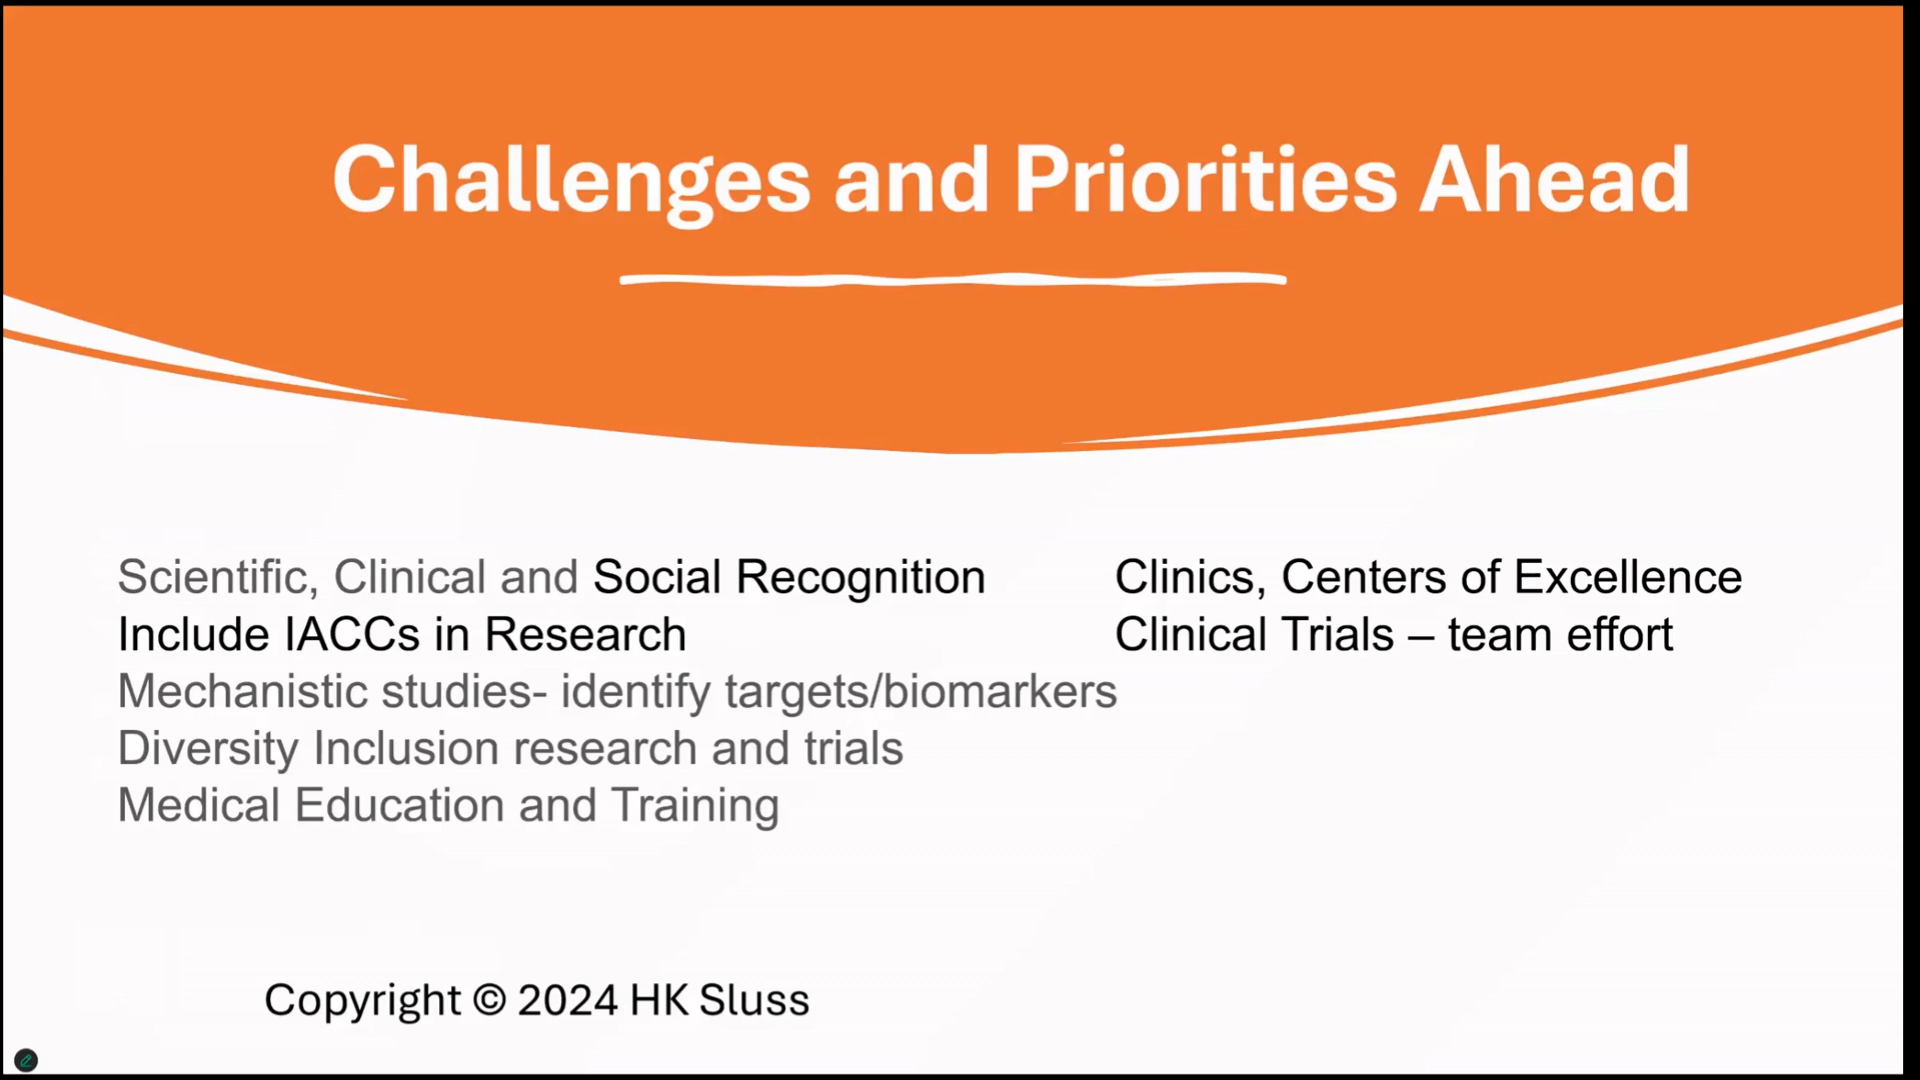 Challenges and Priorities Ahead
Scientific, Clinical and Social Recognition
Include IACCs in Research
Mechanistic studies- identify targets/biomarkers
Diversity Inclusion research and trials
Medical Education and Training
Clinics, Centers of Excellence
Clinical Trials – team effort
Copyright © 2024 HK Sluss